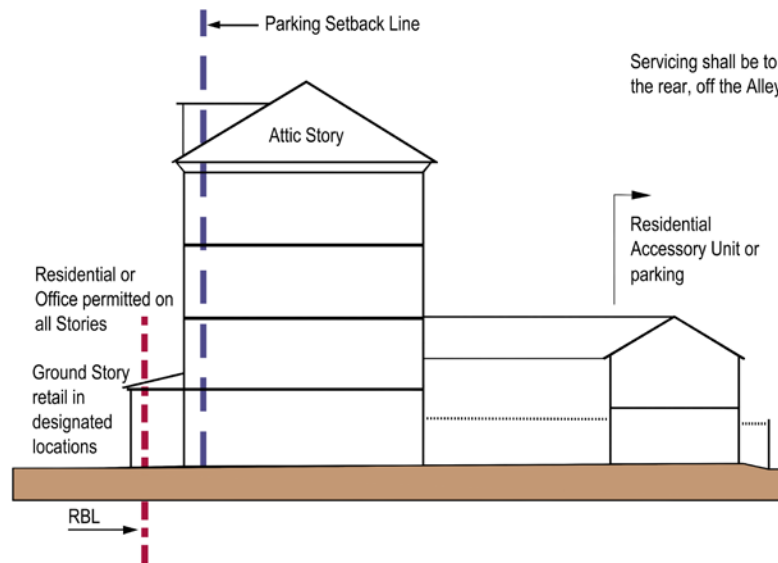 Parking Setback Line
Servicing shall be to
the rear, off the Alley
Attic Story
Residential
Accessory Unit or
parking
Residential or
Office permitted on
all Stories
Ground Story
retail in
designated
locations
RBL